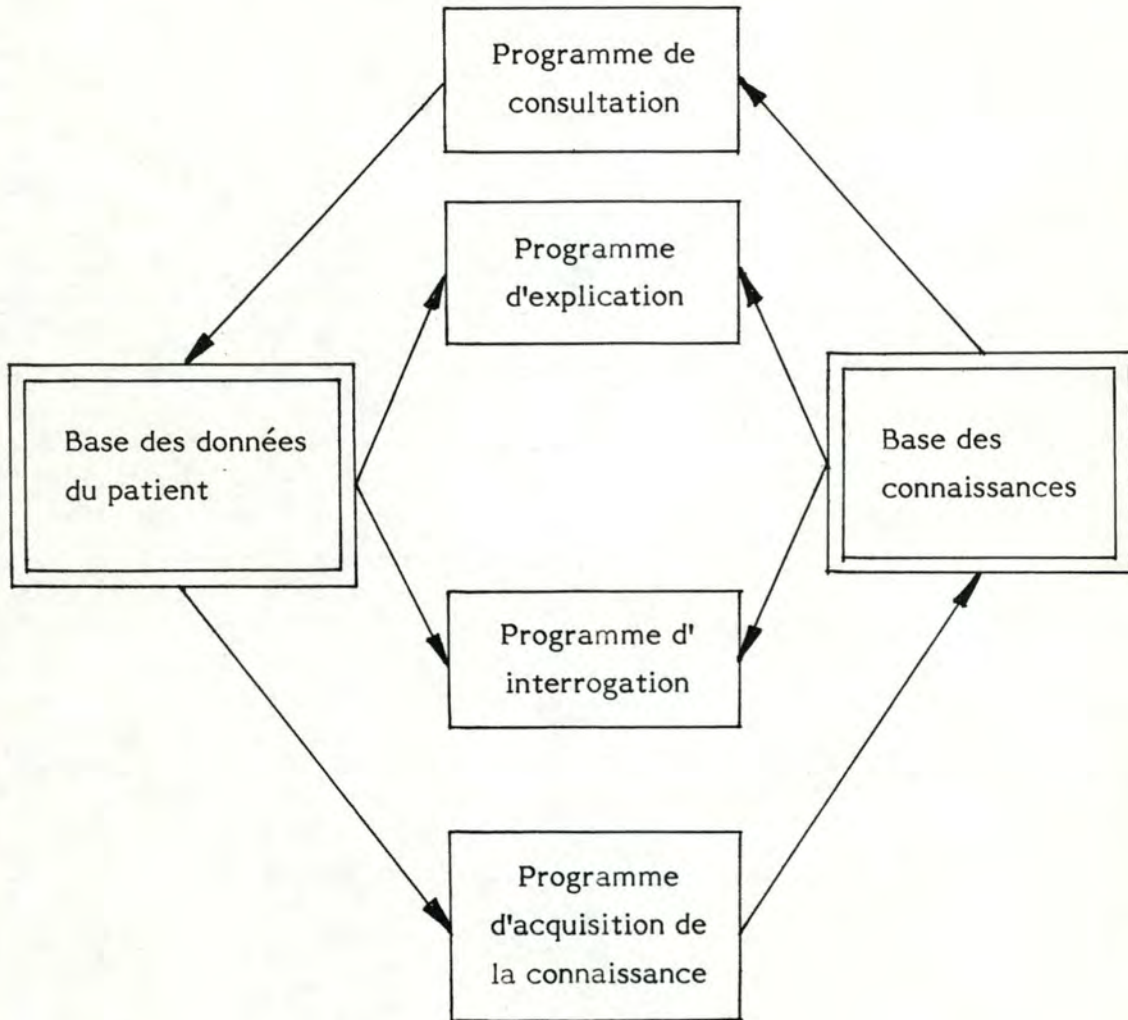 Programme de
consultation
Programme
d'explication
Base des données
du patient
Base des
connaissances
Programme d'
interrogation
Programme
d'acquisition de
la connaissance